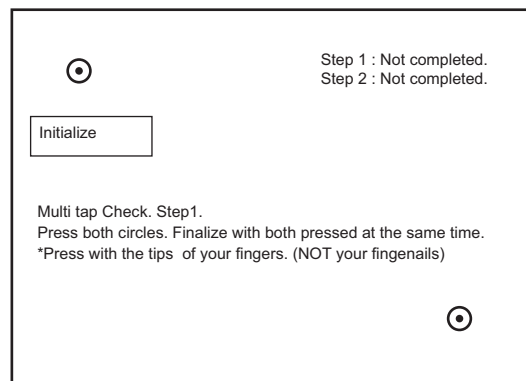 Step 1 : Not completed.
Step 2 : Not completed.
Initialize
Multi tap Check. Step1.
Press both circles. Finalize with both pressed at the same time.
*Press with the tips of your fingers. (NOT your fingenails)